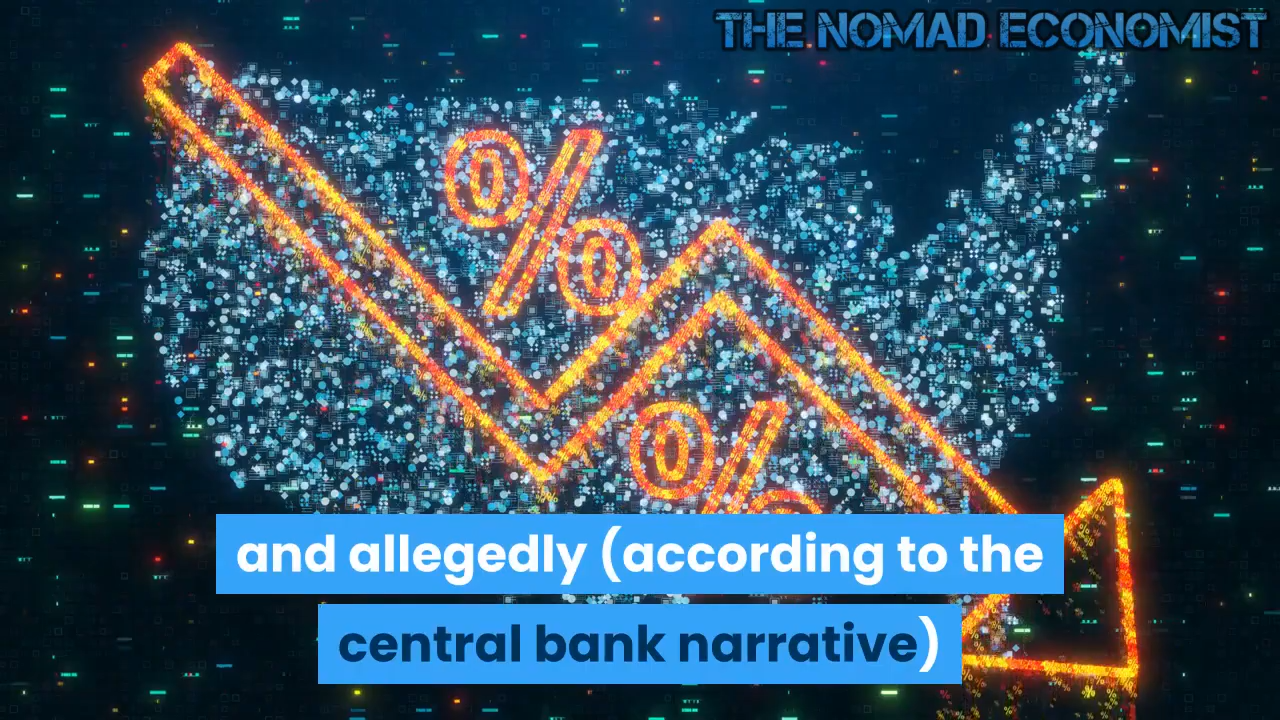 THE NOMAD ECONOMIST
%
%
and allegedly (according to the
central bank narrative)